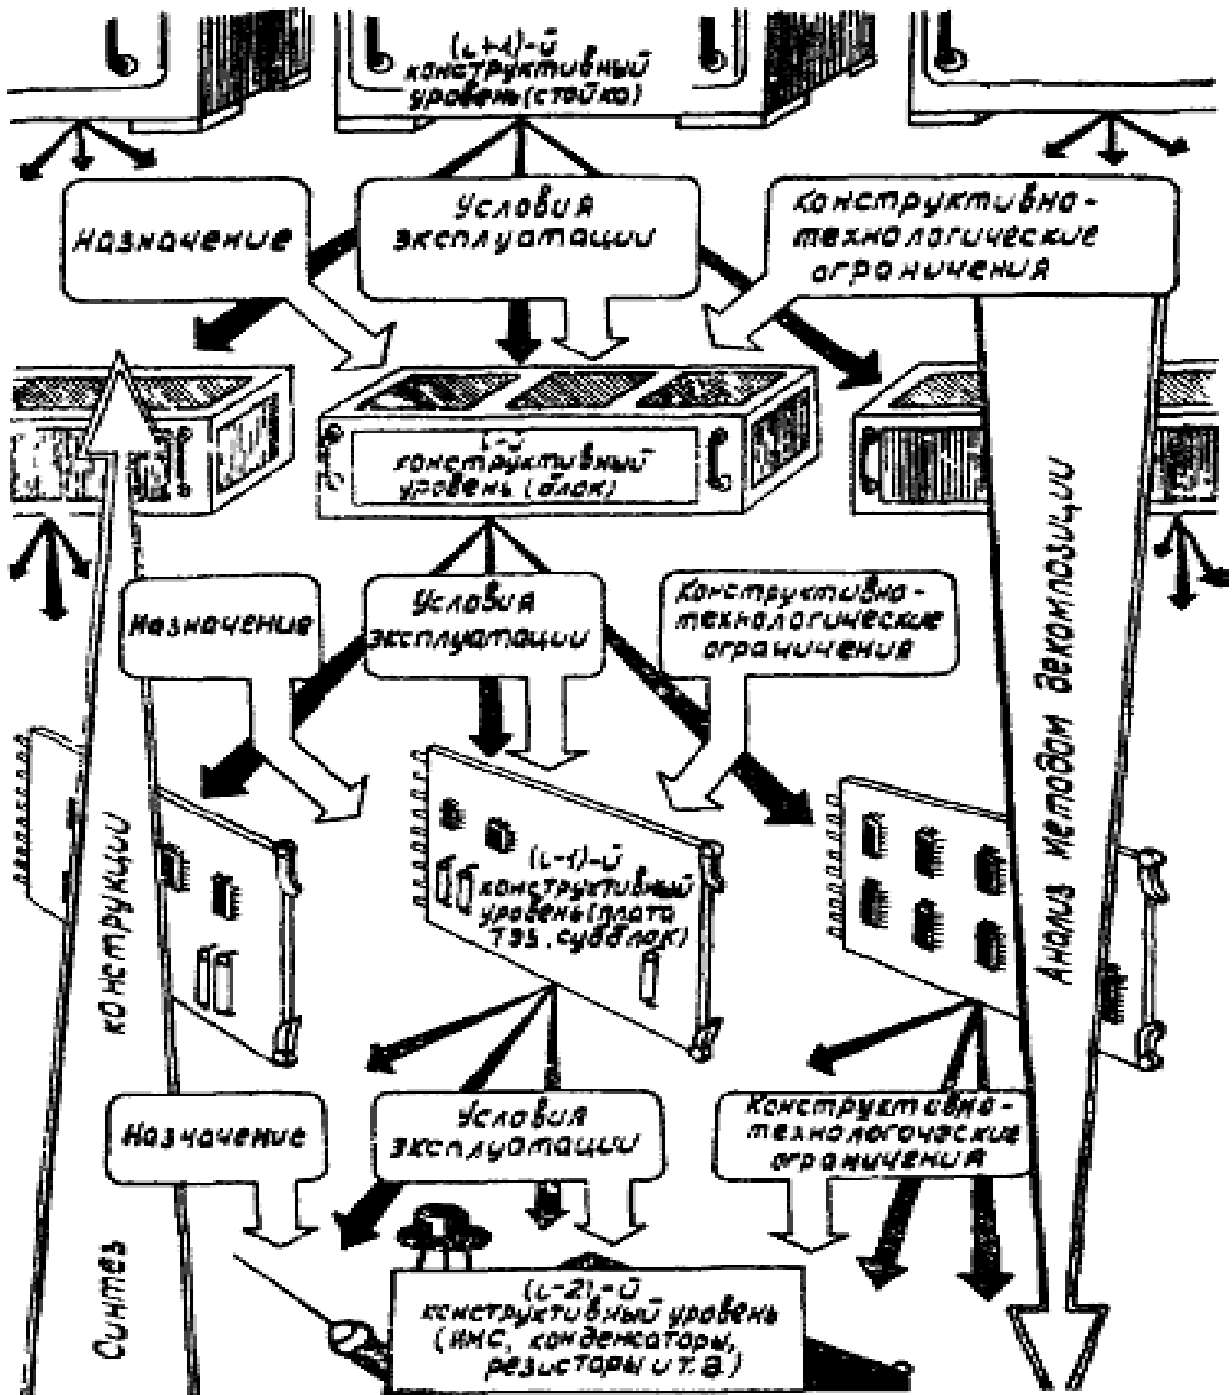 (i+1)-й
конструктивный
уровень (стойка)
Назначение
Условия
эксплуатации
Конструктивно-
технологические
ограничения
i-й
конструктивный
уровень (блок)
Назначение
Условия
эксплуатации
Конструктивно-
технологические
ограничения
(i-1)-й
конструктивный
уровень (плата
ТЭЗ, субблок)
Назначение
Условия
эксплуатации
Конструктивно-
технологические
ограничения
(i-2)-й
конструктивный уровень
(ИМС, конденсаторы,
резисторы и т.д.)
Синтез конструкции
Анализ методом декомпозиции